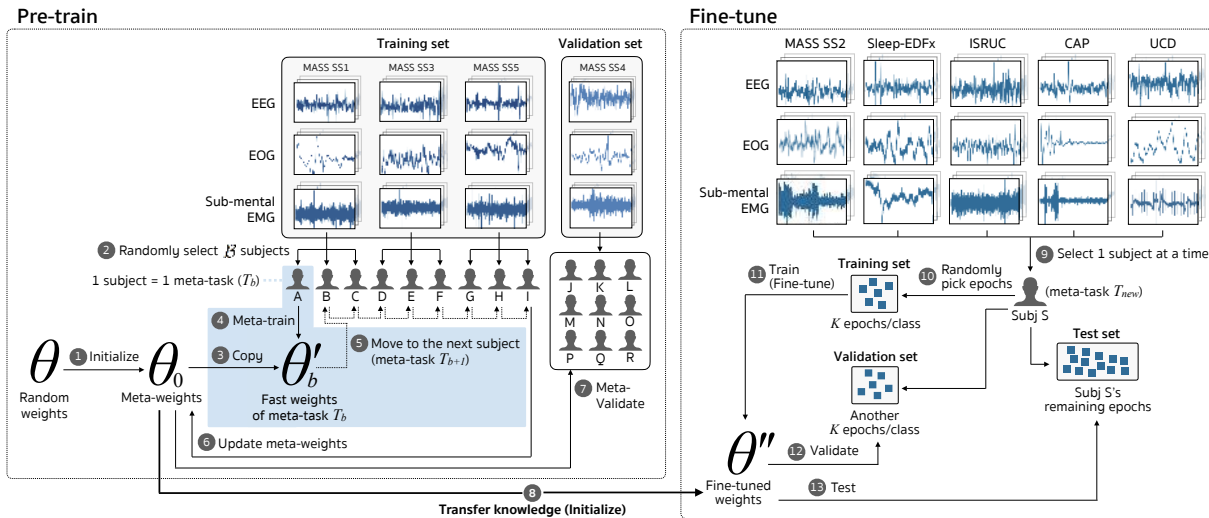 Pre-train
Training set
Validation set
MASS SS1
MASS SS3
MASS SS5
MASS SS4
EEG
EOG
Sub-mental
EMG
2 Randomly select ℬ subjects
1 subject = 1 meta-task (T_b)
A
B
C
D
E
F
G
H
I
J
K
L
M
N
O
P
Q
R
4 Meta-train
5 Move to the next subject
(meta-task T_{b+1})
θ
1 Initialize
θ₀
3 Copy
θ′_b
Random
weights
Meta-weights
Fast weights
of meta-task T_b
7 Meta-
Validate
6 Update meta-weights
8
Transfer knowledge (Initialize)
Fine-tune
MASS SS2
Sleep-EDFx
ISRUC
CAP
UCD
EEG
EOG
Sub-mental
EMG
9 Select 1 subject at a time
11 Train
(Fine-tune)
Training set
10 Randomly
pick epochs
(meta-task T_new)
Subj S
K epochs/class
Validation set
Test set
Another
K epochs/class
Subj S's
remaining epochs
θ″
12 Validate
Fine-tuned
weights
13 Test